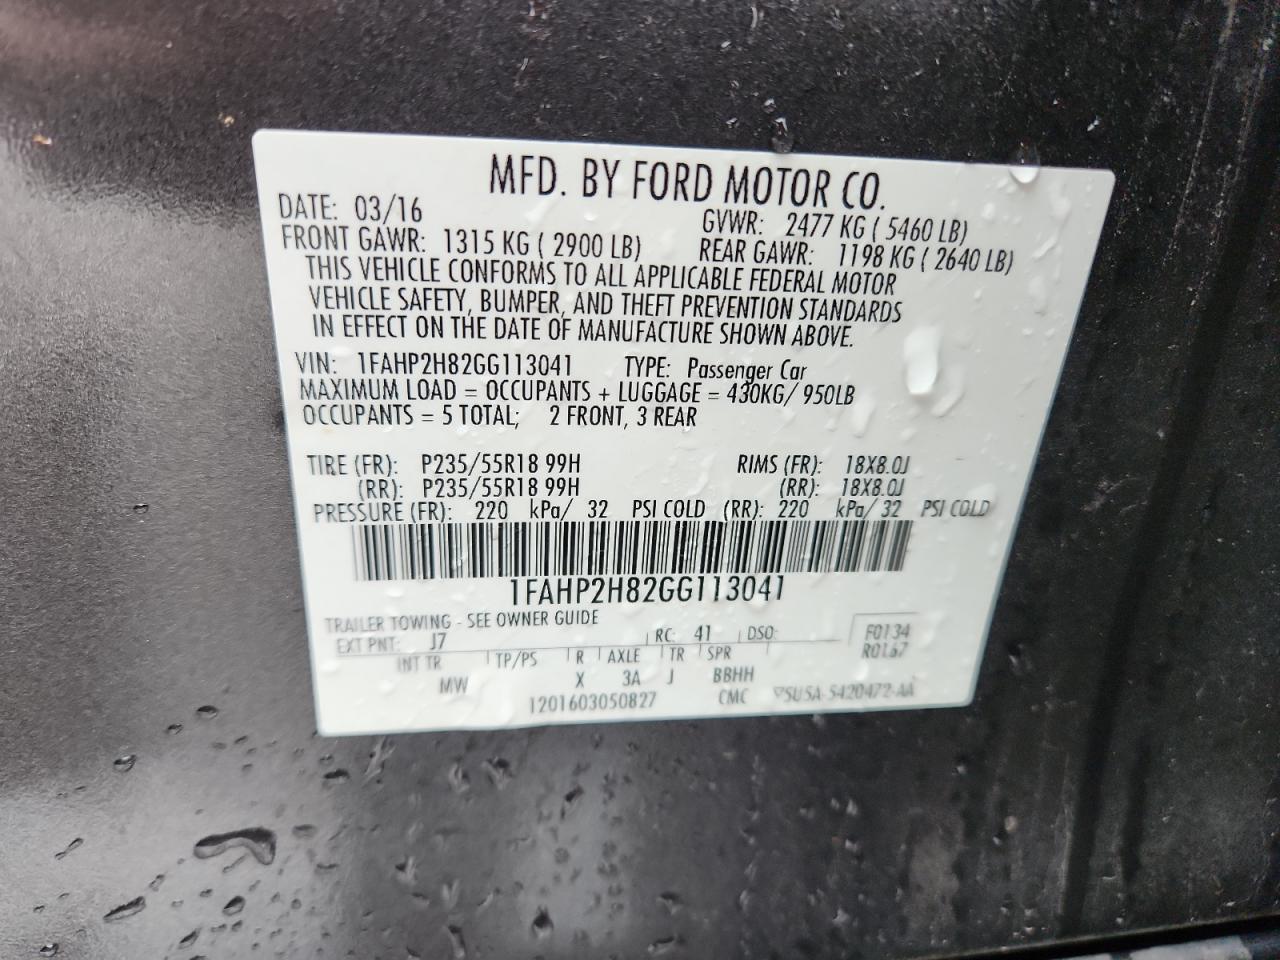 MFD. BY FORD MOTOR CO.
DATE: 03/16 GVWR: 2477 KG ( 5460 LB)
FRONT GAWR: 1315 KG ( 2900 LB) REAR GAWR: 1198 KG ( 2640 LB)
THIS VEHICLE CONFORMS TO ALL APPLICABLE FEDERAL MOTOR
VEHICLE SAFETY, BUMPER, AND THEFT PREVENTION STANDARDS
IN EFFECT ON THE DATE OF MANUFACTURE SHOWN ABOVE.
VIN: 1FAHP2H82GG113041 TYPE: Passenger Car
MAXIMUM LOAD = OCCUPANTS + LUGGAGE = 430KG/ 950LB
OCCUPANTS = 5 TOTAL; 2 FRONT, 3 REAR
TIRE (FR): P235/55R18 99H RIMS (FR): 18X8.0J
(RR): P235/55R18 99H (RR): 18X8.0J
PRESSURE (FR): 220 kPa/ 32 PSI COLD (RR): 220 kPa/ 32 PSI COLD
1FAHP2H82GG113041
TRAILER TOWING - SEE OWNER GUIDE
EXT PNT: J7 RC: 41 DSO: F0134
R0167
INT TR TP/PS R AXLE TR SPR
MW X 3A J BBHH
1201603050827 CMC 5U5A-5420472-AA